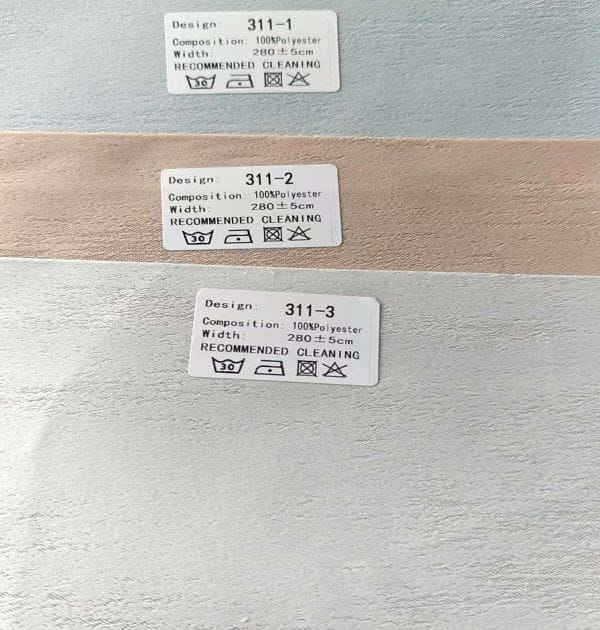 Design: 311-1
Composition: 100%Polyester
Width: 280±5cm
RECOMMENDED CLEANING
30
Design: 311-2
Composition: 100%Polyester
Width: 280±5cm
RECOMMENDED CLEANING
30
Design: 311-3
Composition: 100%Polyester
Width: 280±5cm
RECOMMENDED CLEANING
30